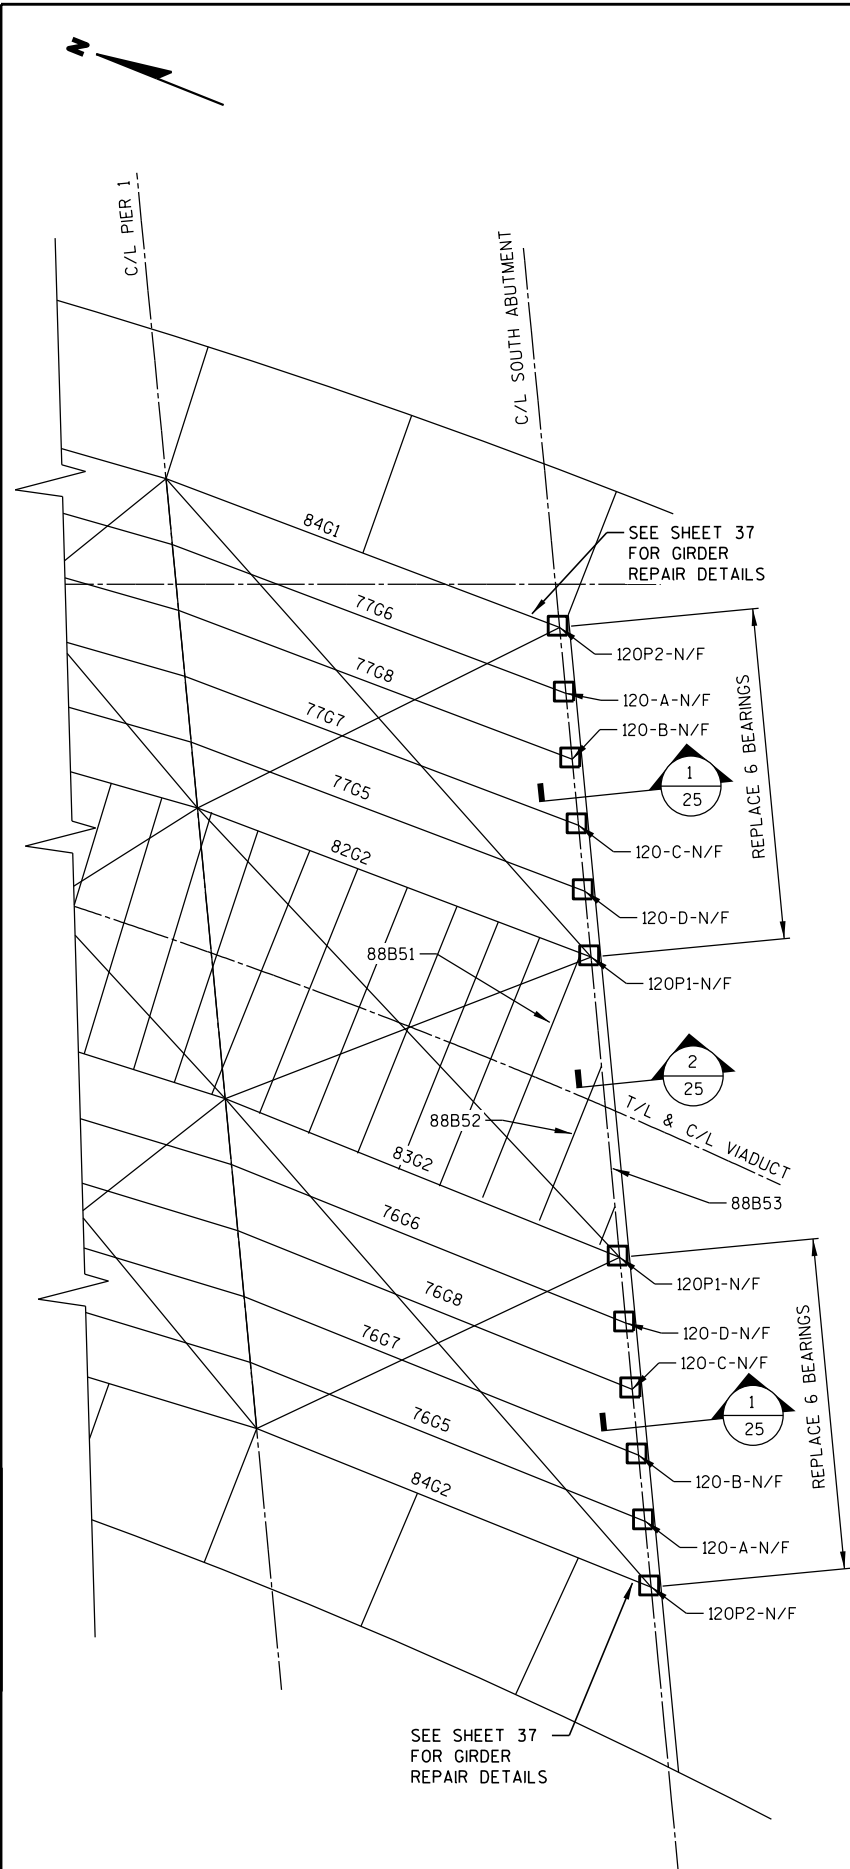 N
C/L PIER 1
C/L SOUTH ABUTMENT
84G1
SEE SHEET 37
FOR GIRDER
REPAIR DETAILS
77G6
120P2-N/F
77G8
120-A-N/F
77G7
120-B-N/F
1
25
REPLACE 6 BEARINGS
77G5
82G2
120-C-N/F
120-D-N/F
88B51
120P1-N/F
2
25
88B52
T/L & C/L VIADUCT
83G2
88B53
76G6
76G8
120P1-N/F
76G7
120-D-N/F
120-C-N/F
76G5
1
25
REPLACE 6 BEARINGS
84G2
120-B-N/F
120-A-N/F
120P2-N/F
SEE SHEET 37
FOR GIRDER
REPAIR DETAILS